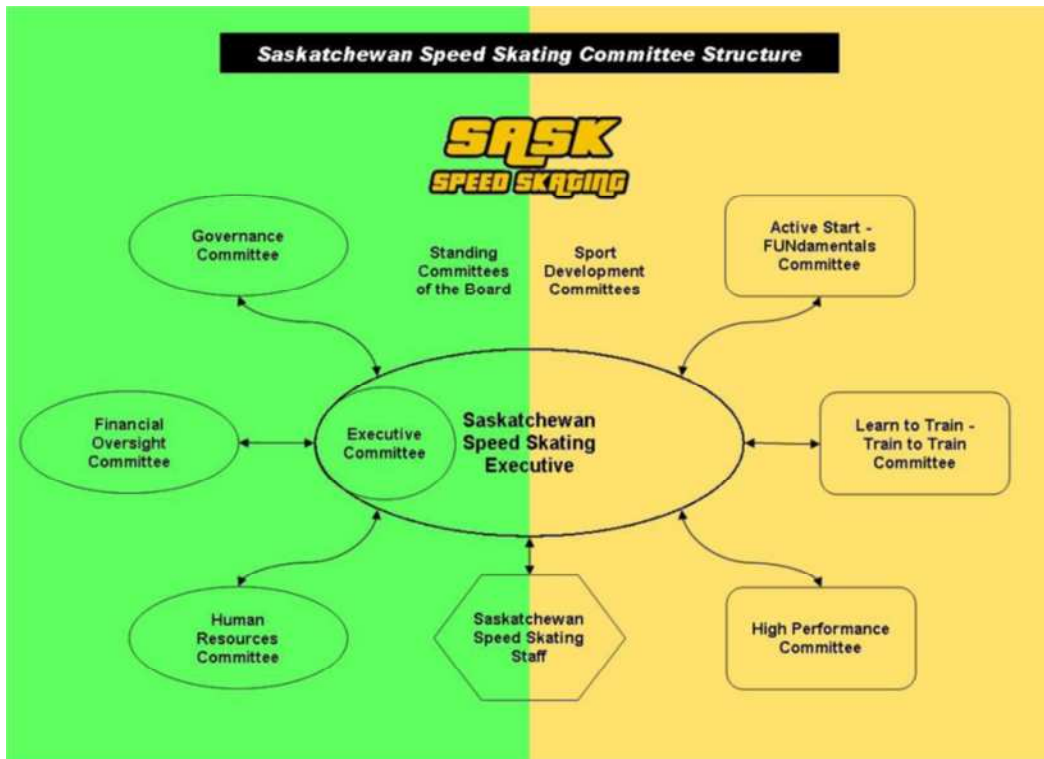 Saskatchewan Speed Skating Committee Structure
SASK
SPEED SKATING
Governance
Committee
Standing
Committees
of the Board
Sport
Development
Committees
Active Start -
FUNdamentals
Committee
Financial
Oversight
Committee
Executive
Committee
Saskatchewan
Speed Skating
Executive
Learn to Train -
Train to Train
Committee
Human
Resources
Committee
Saskatchewan
Speed Skating
Staff
High Performance
Committee